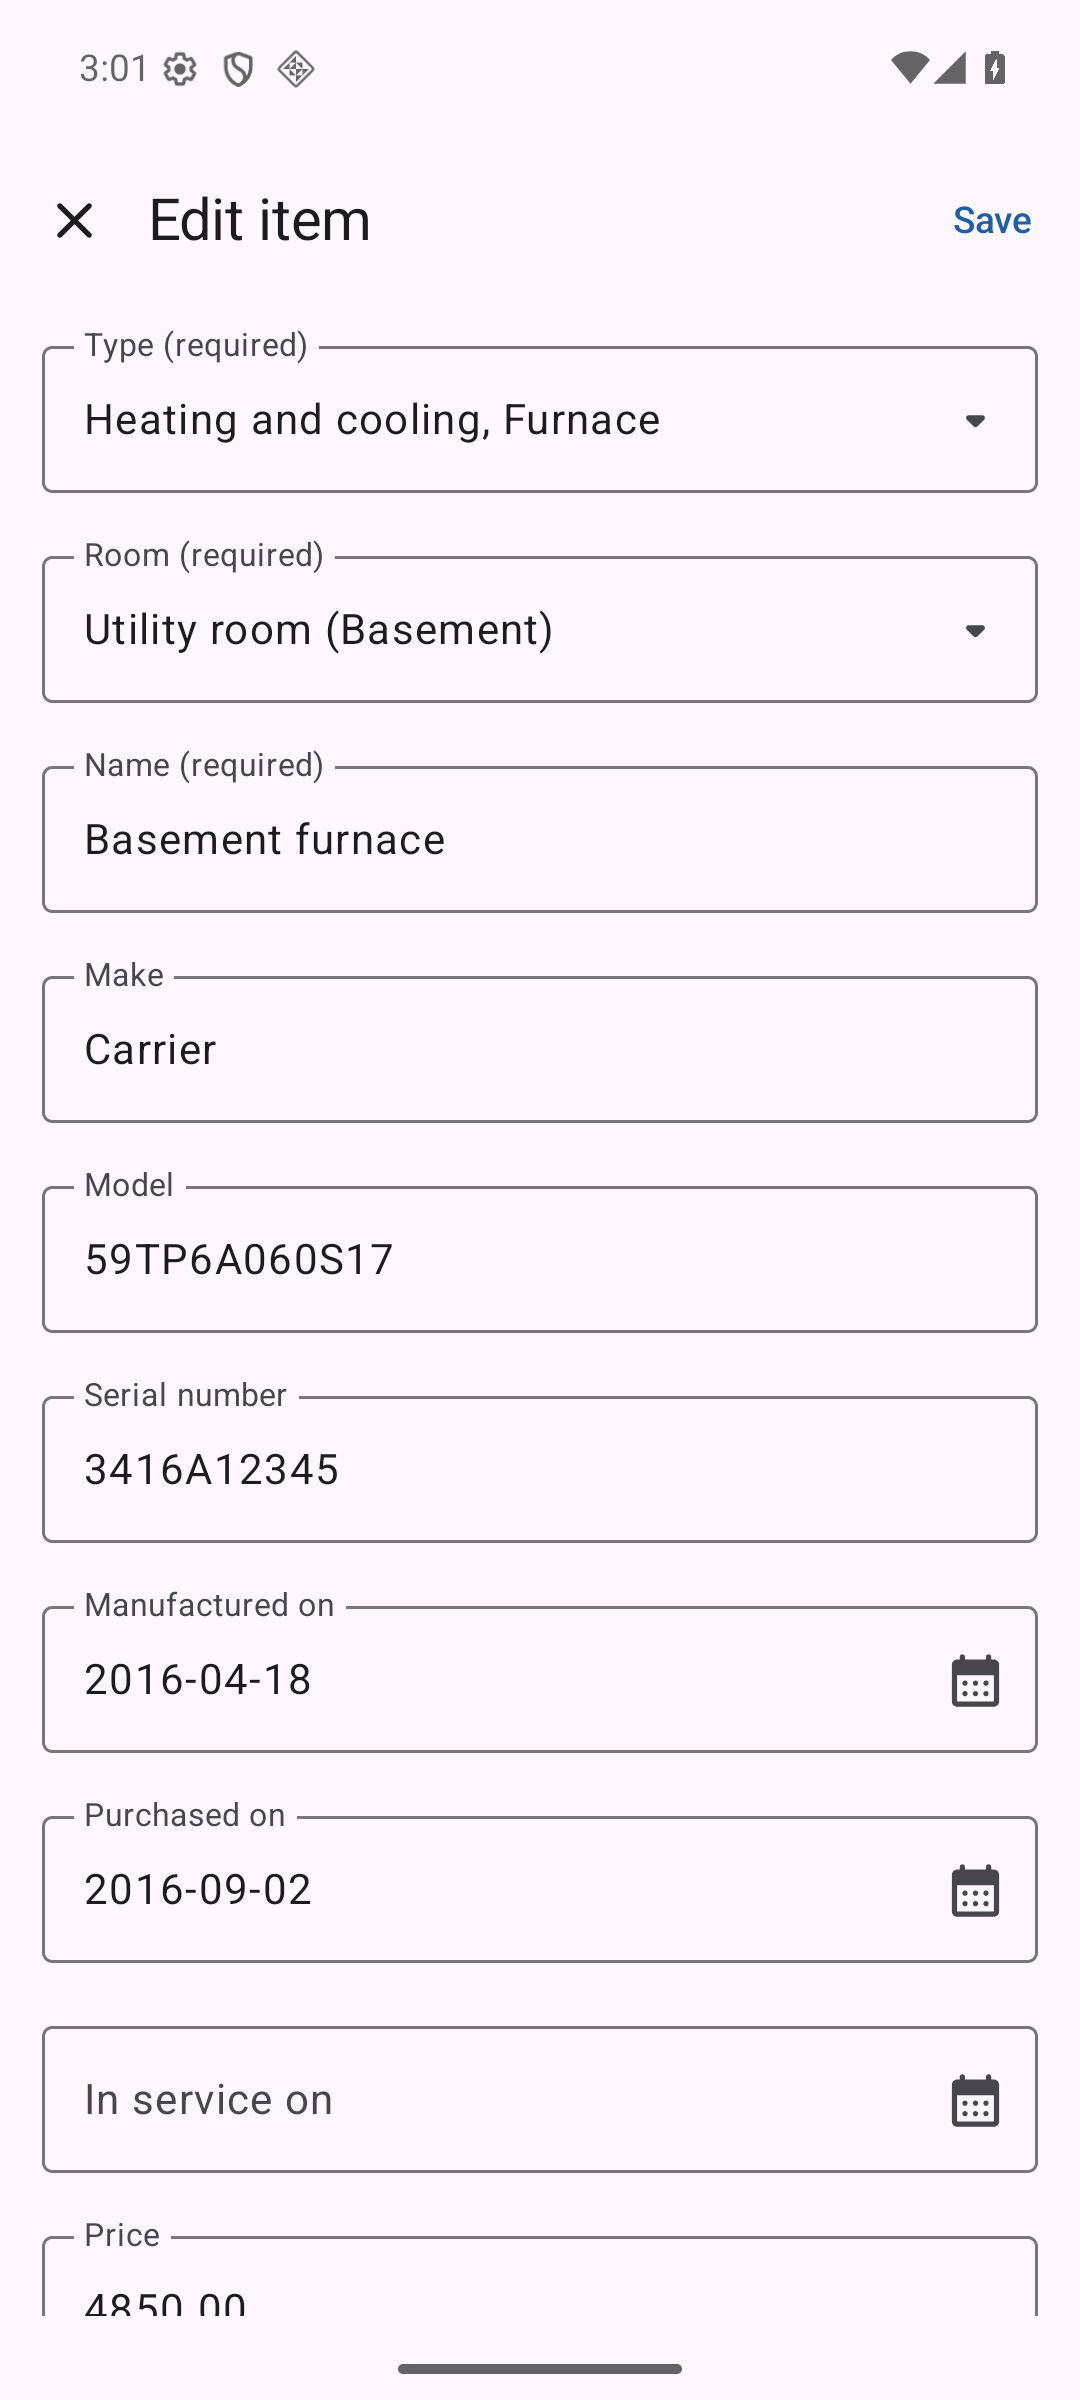 3:01
Edit item
Save
Type (required)
Heating and cooling, Furnace
Room (required)
Utility room (Basement)
Name (required)
Basement furnace
Make
Carrier
Model
59TP6A060S17
Serial number
3416A12345
Manufactured on
2016-04-18
Purchased on
2016-09-02
In service on
Price
4850.00